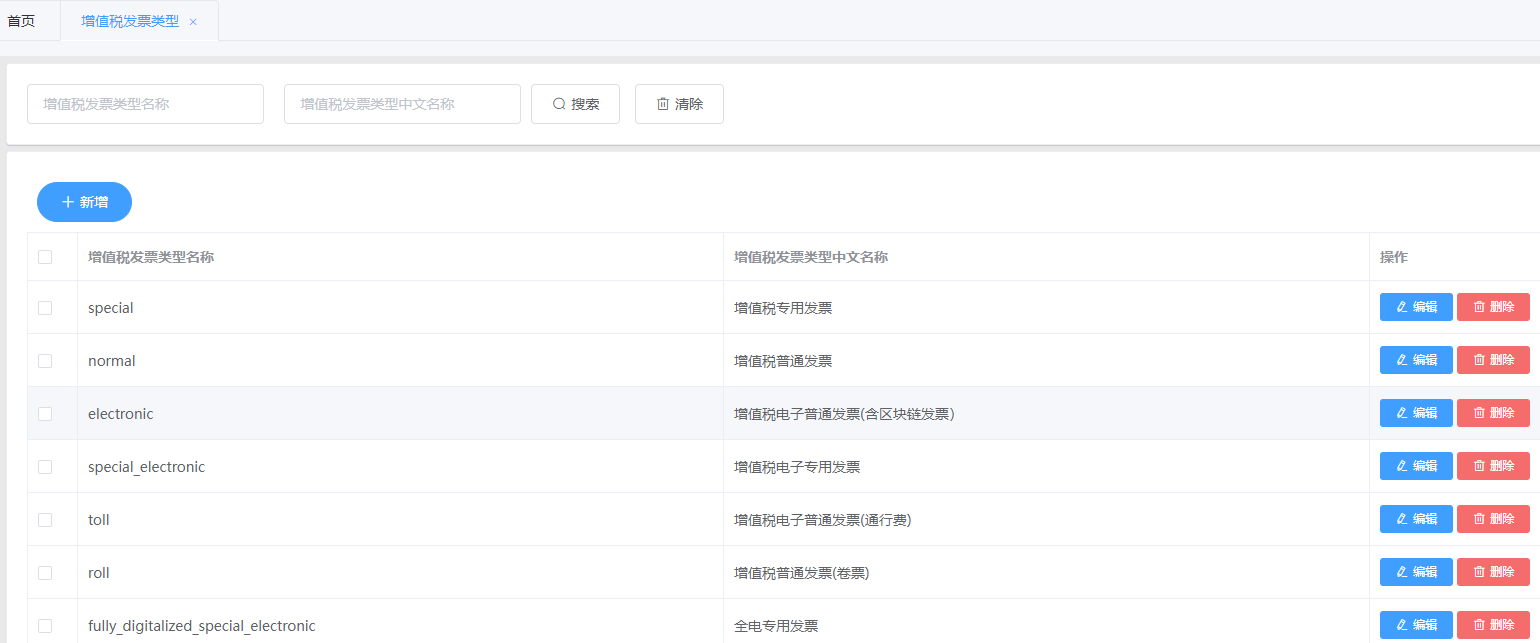 首页 增值税发票类型 ×
增值税发票类型名称 增值税发票类型中文名称 搜索 清除
新增
增值税发票类型名称 增值税发票类型中文名称 操作
special 增值税专用发票 编辑 删除
normal 增值税普通发票 编辑 删除
electronic 增值税电子普通发票(含区块链发票) 编辑 删除
special_electronic 增值税电子专用发票 编辑 删除
toll 增值税电子普通发票(通行费) 编辑 删除
roll 增值税普通发票(卷票) 编辑 删除
fully_digitalized_special_electronic 全电专用发票 编辑 删除